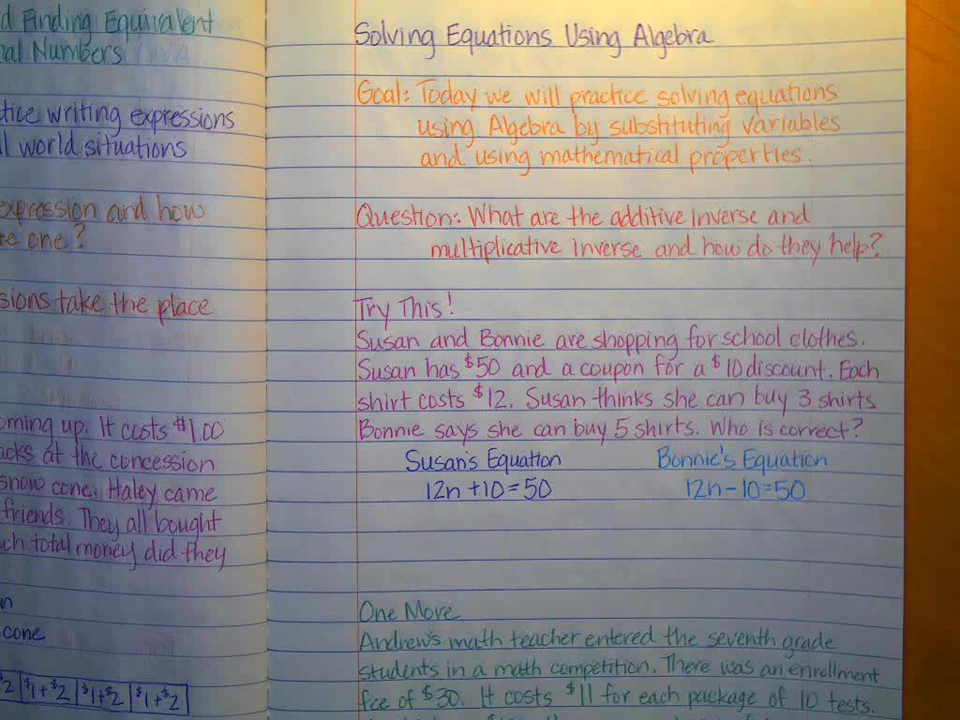 d Finding Equivalent
al Numbers
tice writing expressions
l world situations
expression and how
te one?
sions take the place
oming up. It costs $1.00
acks at the concession
snow cone. Haley came
friends. They all bought
ch total money did they
n
cone
$2 $1+$2 $1+$2 $1+$2
Solving Equations Using Algebra
Goal: Today we will practice solving equations
using Algebra by substituting variables
and using mathematical properties.
Question: What are the additive inverse and
multiplicative inverse and how do they help?
Try This!
Susan and Bonnie are shopping for school clothes.
Susan has $50 and a coupon for a $10 discount. Each
shirt costs $12. Susan thinks she can buy 3 shirts
Bonnie says she can buy 5 shirts. Who is correct?
Susan's Equation Bonnie's Equation
12n+10=50 12n-10=50
One More
Andrew's math teacher entered the seventh grade
students in a math competition. There was an enrollment
fee of $30. It costs $11 for each package of 10 tests.